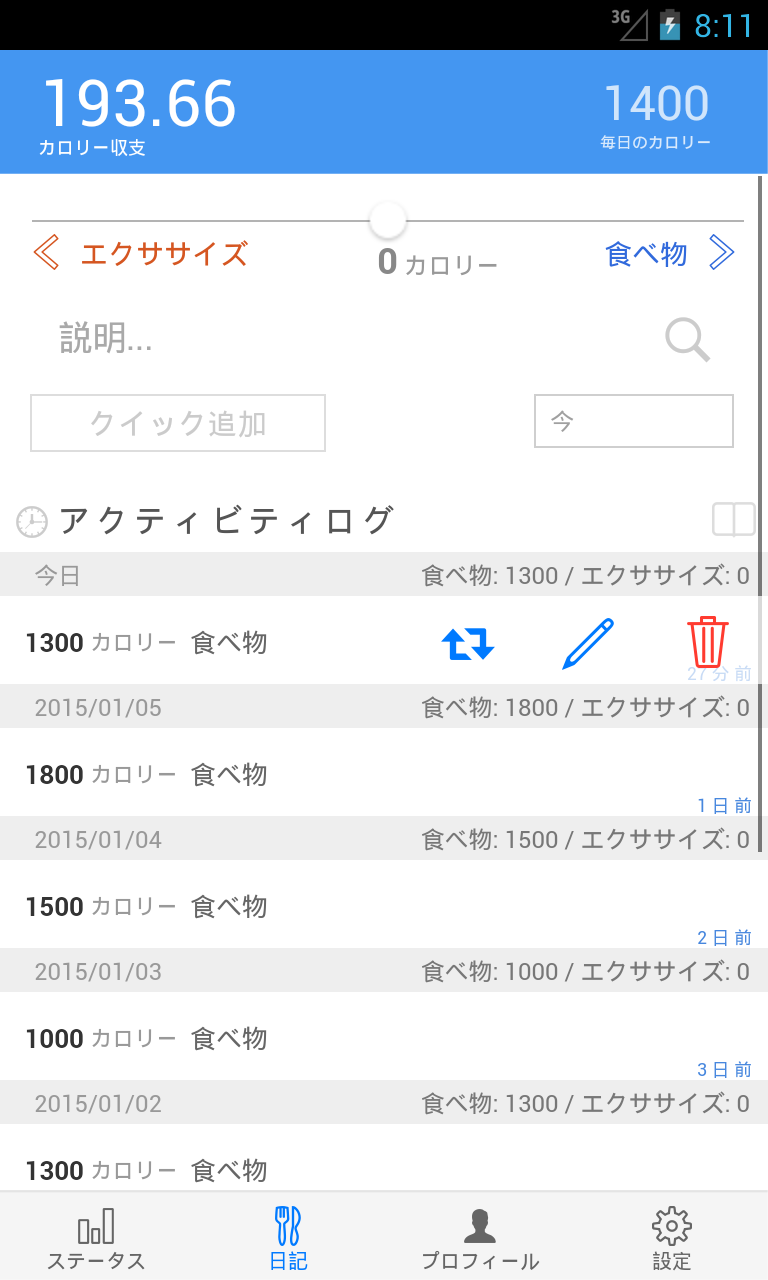 3G 8:11
193.66
カロリー収支
1400
毎日のカロリー
エクササイズ
0 カロリー
食べ物
説明...
クイック追加
今
アクティビティログ
今日 食べ物: 1300 / エクササイズ: 0
1300 カロリー 食べ物
27 分 前
2015/01/05 食べ物: 1800 / エクササイズ: 0
1800 カロリー 食べ物
1 日 前
2015/01/04 食べ物: 1500 / エクササイズ: 0
1500 カロリー 食べ物
2 日 前
2015/01/03 食べ物: 1000 / エクササイズ: 0
1000 カロリー 食べ物
3 日 前
2015/01/02 食べ物: 1300 / エクササイズ: 0
1300 カロリー 食べ物
ステータス 日記 プロフィール 設定